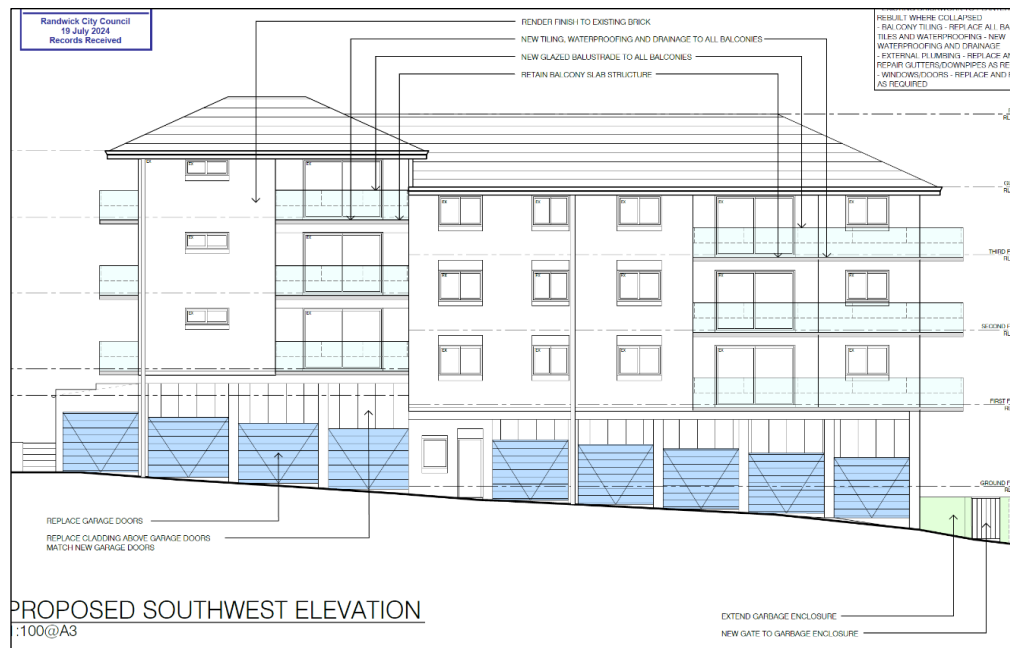 Randwick City Council
19 July 2024
Records Received
RENDER FINISH TO EXISTING BRICK
NEW TILING, WATERPROOFING AND DRAINAGE TO ALL BALCONIES
NEW GLAZED BALUSTRADE TO ALL BALCONIES
RETAIN BALCONY SLAB STRUCTURE
REBUILT WHERE COLLAPSED
- BALCONY TILING - REPLACE ALL BA
TILES AND WATERPROOFING - NEW
WATERPROOFING AND DRAINAGE
- EXTERNAL PLUMBING - REPLACE AN
REPAIR GUTTERS/DOWNPIPES AS RE
- WINDOWS/DOORS - REPLACE AND
AS REQUIRED
THIRD F
SECOND F
FIRST F
GROUND F
REPLACE GARAGE DOORS
REPLACE CLADDING ABOVE GARAGE DOORS
MATCH NEW GARAGE DOORS
PROPOSED SOUTHWEST ELEVATION
1:100@A3
EXTEND GARBAGE ENCLOSURE
NEW GATE TO GARBAGE ENCLOSURE